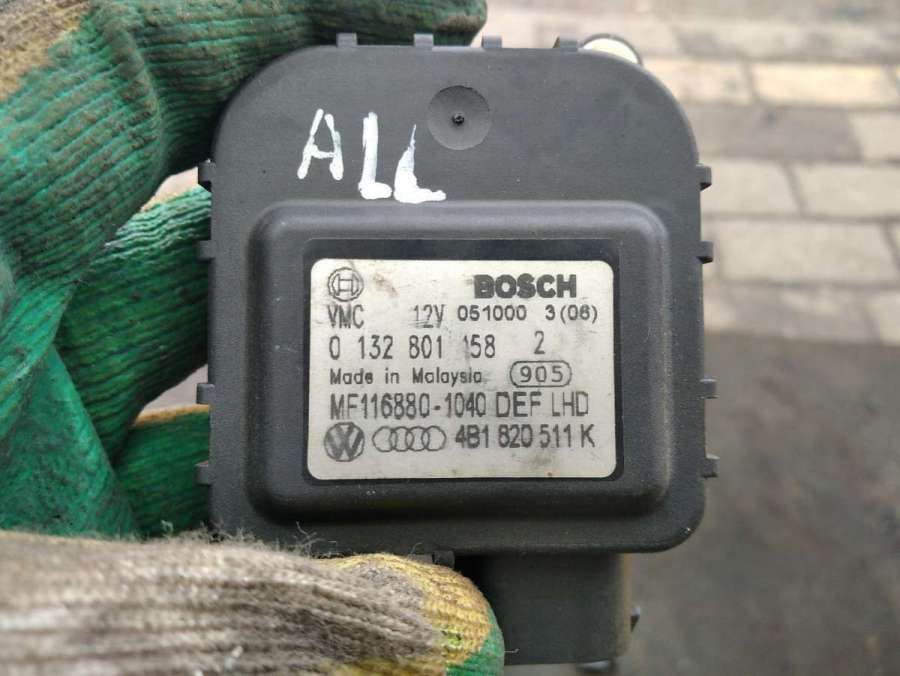 ALL
BOSCH
VMC 12V 051000 3(06)
0 132 801 158 2
Made in Malaysia 905
MF116880-1040 DEF LHD
4B1 820 511 K